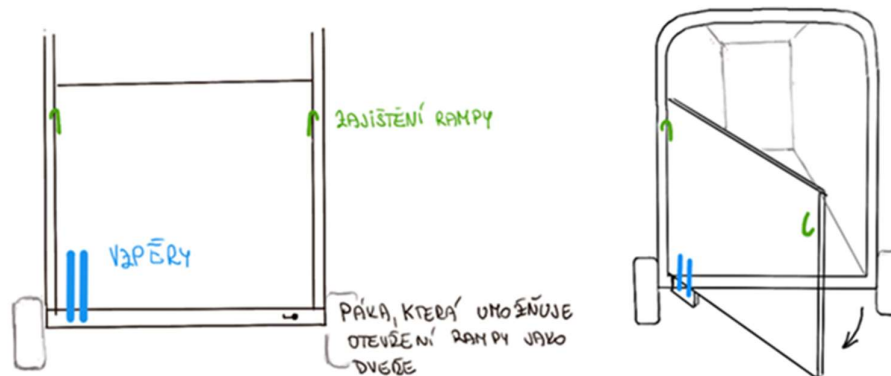 ZAJIŠTĚNÍ RAMPY
VZPĚRY
PÁKA, KTERÁ UMOŽŇUJE
OTEVŘENÍ RAMPY JAKO
DVEŘE